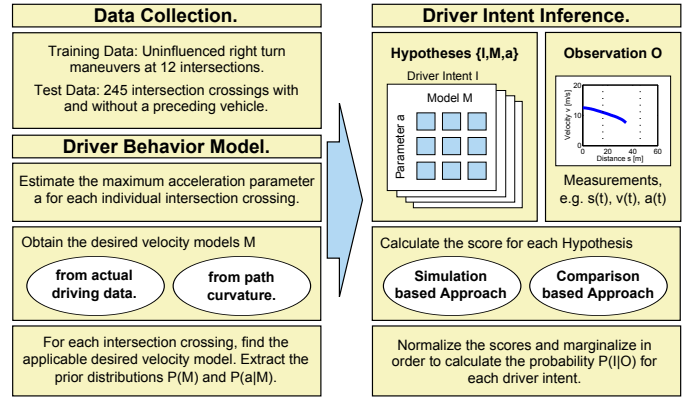 Data Collection.
Training Data: Uninfluenced right turn
maneuvers at 12 intersections.
Test Data: 245 intersection crossings with
and without a preceding vehicle.
Driver Behavior Model.
Estimate the maximum acceleration parameter
a for each individual intersection crossing.
Obtain the desired velocity models M
from actual
driving data.
from path
curvature.
For each intersection crossing, find the
applicable desired velocity model. Extract the
prior distributions P(M) and P(a|M).
Driver Intent Inference.
Hypotheses {I,M,a}
Driver Intent I
Model M
Parameter a
Observation O
20
10
0
0
20
40
60
Velocity v [m/s]
Distance s [m]
Measurements,
e.g. s(t), v(t), a(t)
Calculate the score for each Hypothesis
Simulation
based Approach
Comparison
based Approach
Normalize the scores and marginalize in
order to calculate the probability P(I|O) for
each driver intent.